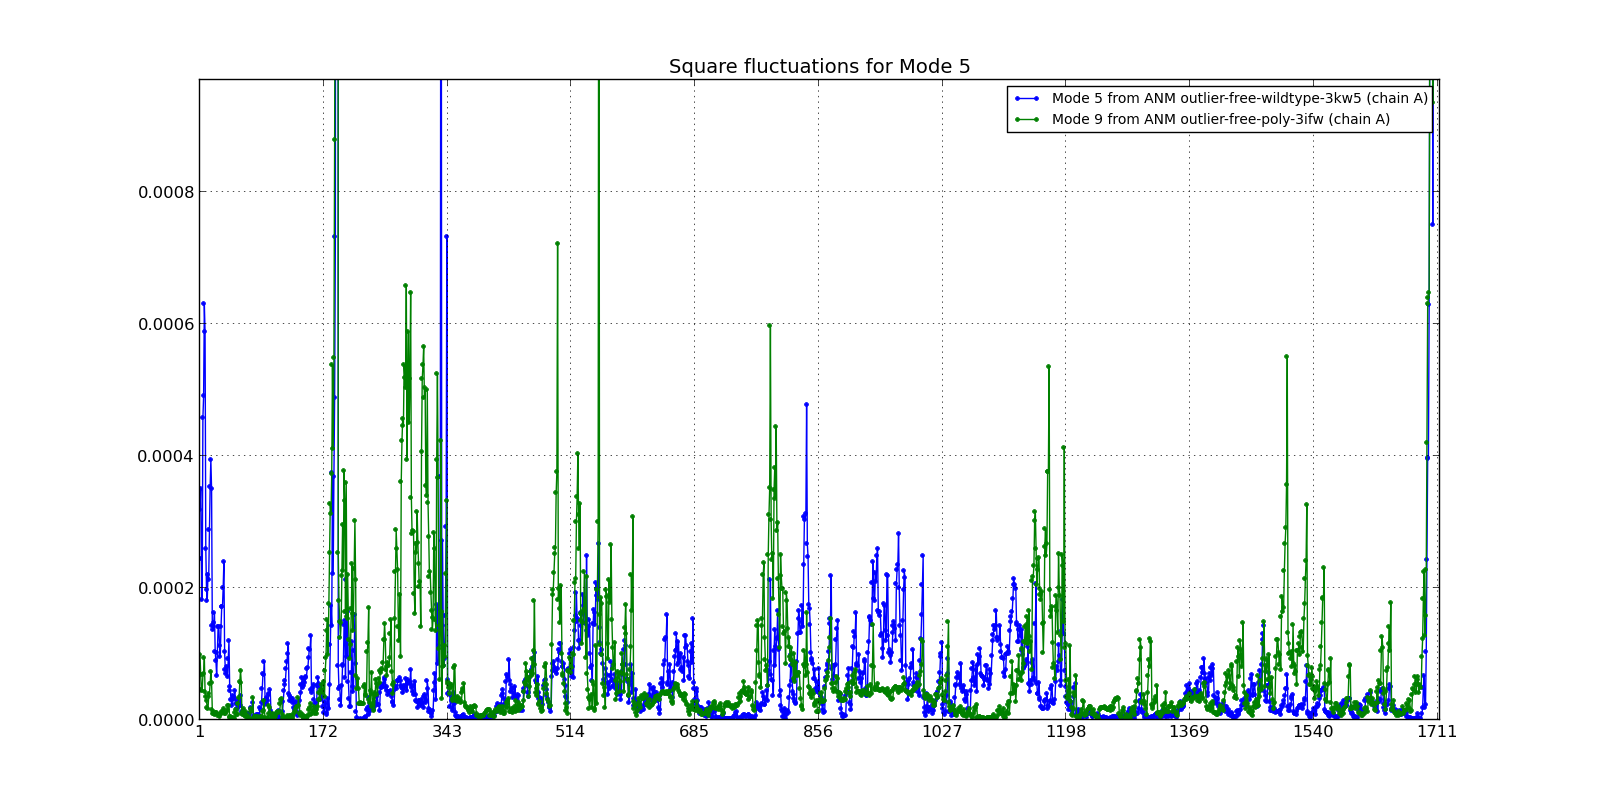 Square fluctuations for Mode 5
Mode 5 from ANM outlier-free-wildtype-3kw5 (chain A)
Mode 9 from ANM outlier-free-poly-3ifw (chain A)
0.0008
0.0006
0.0004
0.0002
0.0000
1 172 343 514 685 856 1027 1198 1369 1540 1711